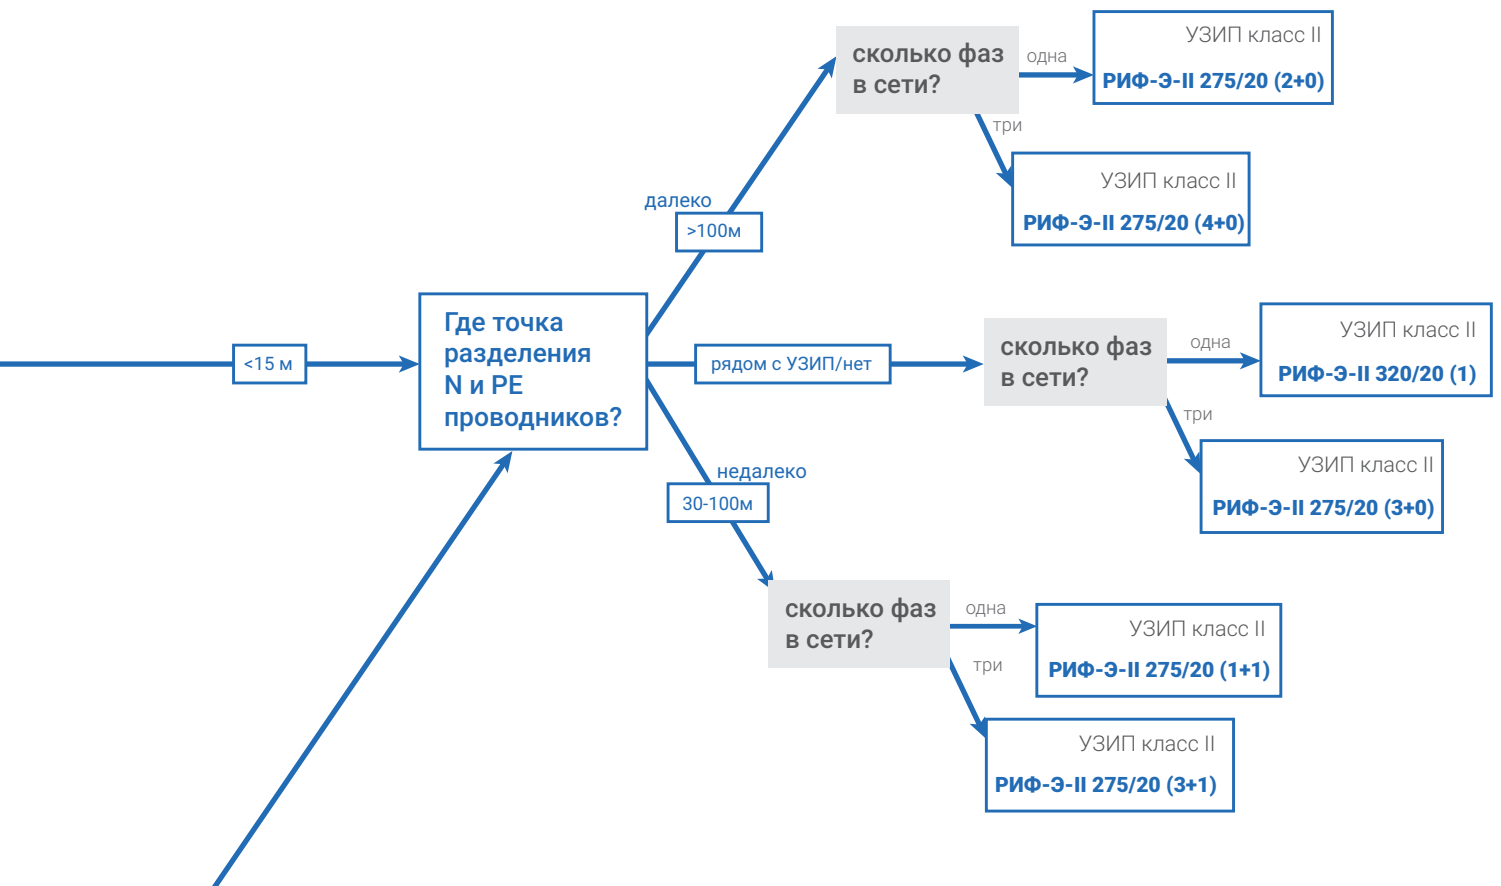 сколько фаз
в сети?
одна
УЗИП класс II
РИФ-Э-II 275/20 (2+0)
три
УЗИП класс II
РИФ-Э-II 275/20 (4+0)
далеко
>100м
<15 м
Где точка
разделения
N и PE
проводников?
рядом с УЗИП/нет
сколько фаз
в сети?
одна
УЗИП класс II
РИФ-Э-II 320/20 (1)
три
УЗИП класс II
РИФ-Э-II 275/20 (3+0)
недалеко
30-100м
сколько фаз
в сети?
одна
УЗИП класс II
РИФ-Э-II 275/20 (1+1)
три
УЗИП класс II
РИФ-Э-II 275/20 (3+1)